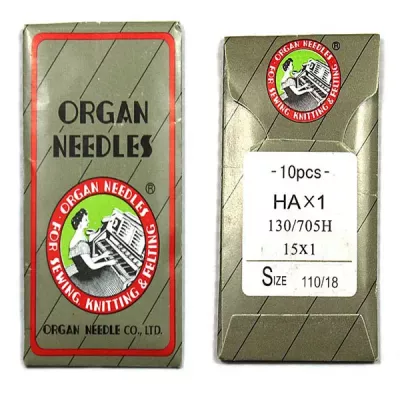 ORGAN
NEEDLES
ORGAN NEEDLES
®
FOR SEWING, KNITTING & FELTING
ORGAN NEEDLE CO., LTD.
ORGAN NEEDLES
®
FOR SEWING, KNITTING & FELTING
-10pcs-
HA×1
130/705H
15X1
SIZE 110/18